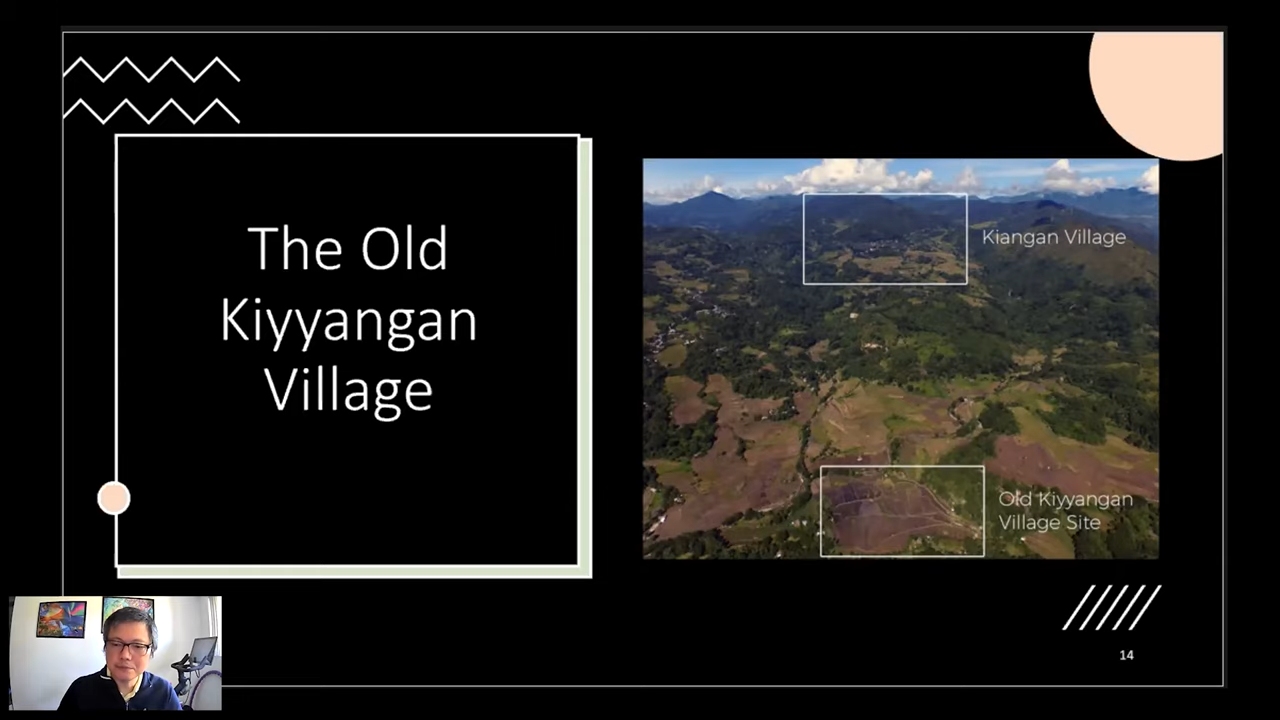 The Old
Kiyyangan
Village
Kiangan Village
Old Kiyyangan
Village Site
14